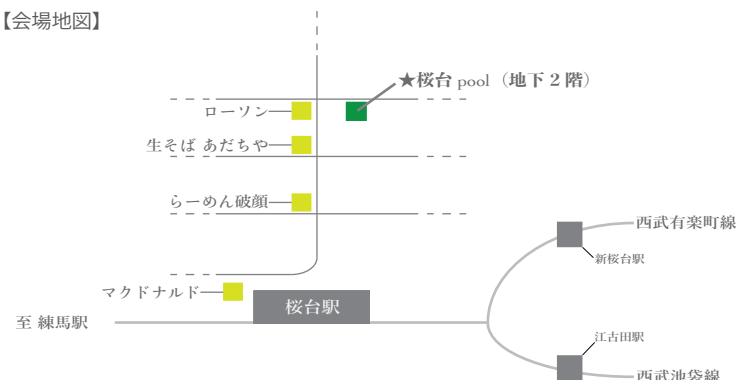 【会場地図】
★桜台 pool（地下 2 階）
ローソン
生そば あだちや
らーめん破顔
西武有楽町線
新桜台駅
マクドナルド
桜台駅
至 練馬駅
江古田駅
西武池袋線